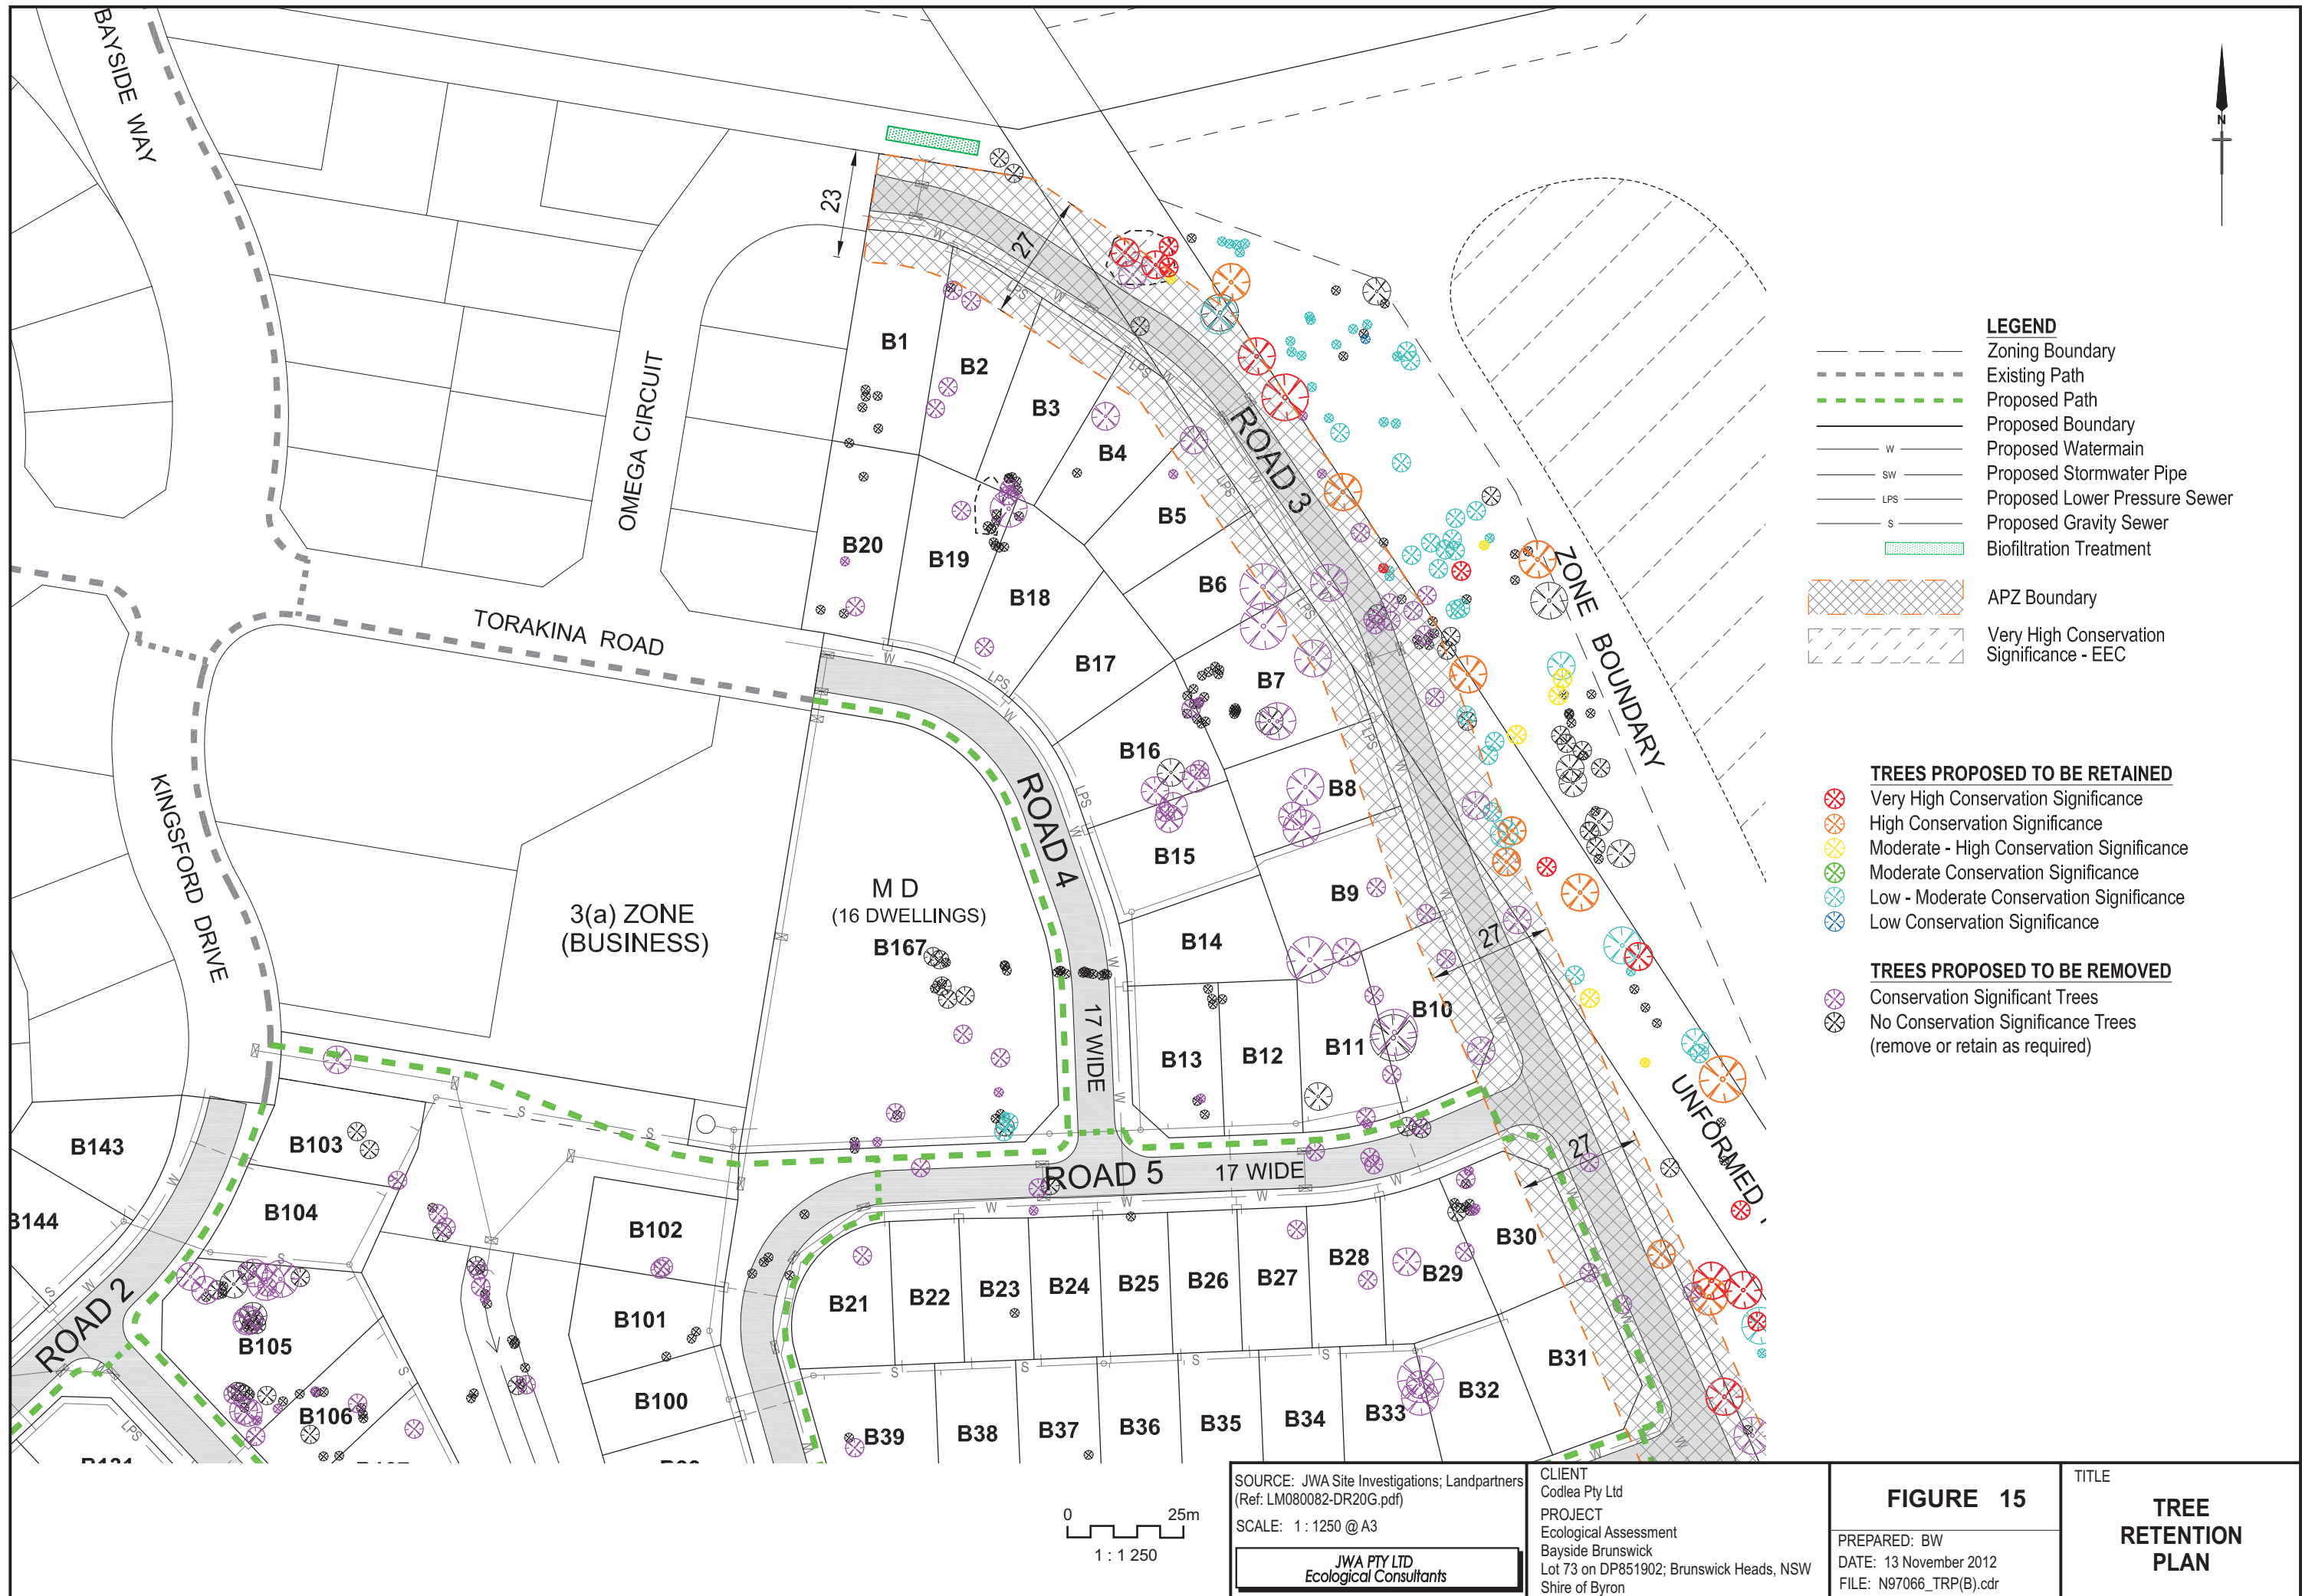 BAYSIDE WAY
N
23
27
LPS
W
LEGEND
Zoning Boundary
Existing Path
Proposed Path
Proposed Boundary
W Proposed Watermain
SW Proposed Stormwater Pipe
LPS Proposed Lower Pressure Sewer
S Proposed Gravity Sewer
Biofiltration Treatment
APZ Boundary
Very High Conservation
Significance - EEC
TREES PROPOSED TO BE RETAINED
Very High Conservation Significance
High Conservation Significance
Moderate - High Conservation Significance
Moderate Conservation Significance
Low - Moderate Conservation Significance
Low Conservation Significance
TREES PROPOSED TO BE REMOVED
Conservation Significant Trees
No Conservation Significance Trees
(remove or retain as required)
B1
B2
B3
B4
B5
B6
B7
B8
B9
B10
B11
B12
B13
B14
B15
B16
B17
B18
B19
B20
OMEGA CIRCUIT
ROAD 3
ZONE BOUNDARY
TORAKINA ROAD
KINGSFORD DRIVE
ROAD 4
3(a) ZONE
(BUSINESS)
M D
(16 DWELLINGS)
B167
17 WIDE
27
UNFORMED
27
ROAD 5
17 WIDE
B143
B144
B103
B104
B105
B106
ROAD 2
B102
B101
B100
B21
B22
B23
B24
B25
B26
B27
B28
B29
B30
B31
B32
B33
B34
B35
B36
B37
B38
B39
0 25m
1 : 1 250
SOURCE: JWA Site Investigations; Landpartners
(Ref: LM080082-DR20G.pdf)
SCALE: 1 : 1250 @ A3
JWA PTY LTD
Ecological Consultants
CLIENT
Codlea Pty Ltd
PROJECT
Ecological Assessment
Bayside Brunswick
Lot 73 on DP851902; Brunswick Heads, NSW
Shire of Byron
FIGURE 15
PREPARED: BW
DATE: 13 November 2012
FILE: N97066_TRP(B).cdr
TITLE
TREE
RETENTION
PLAN